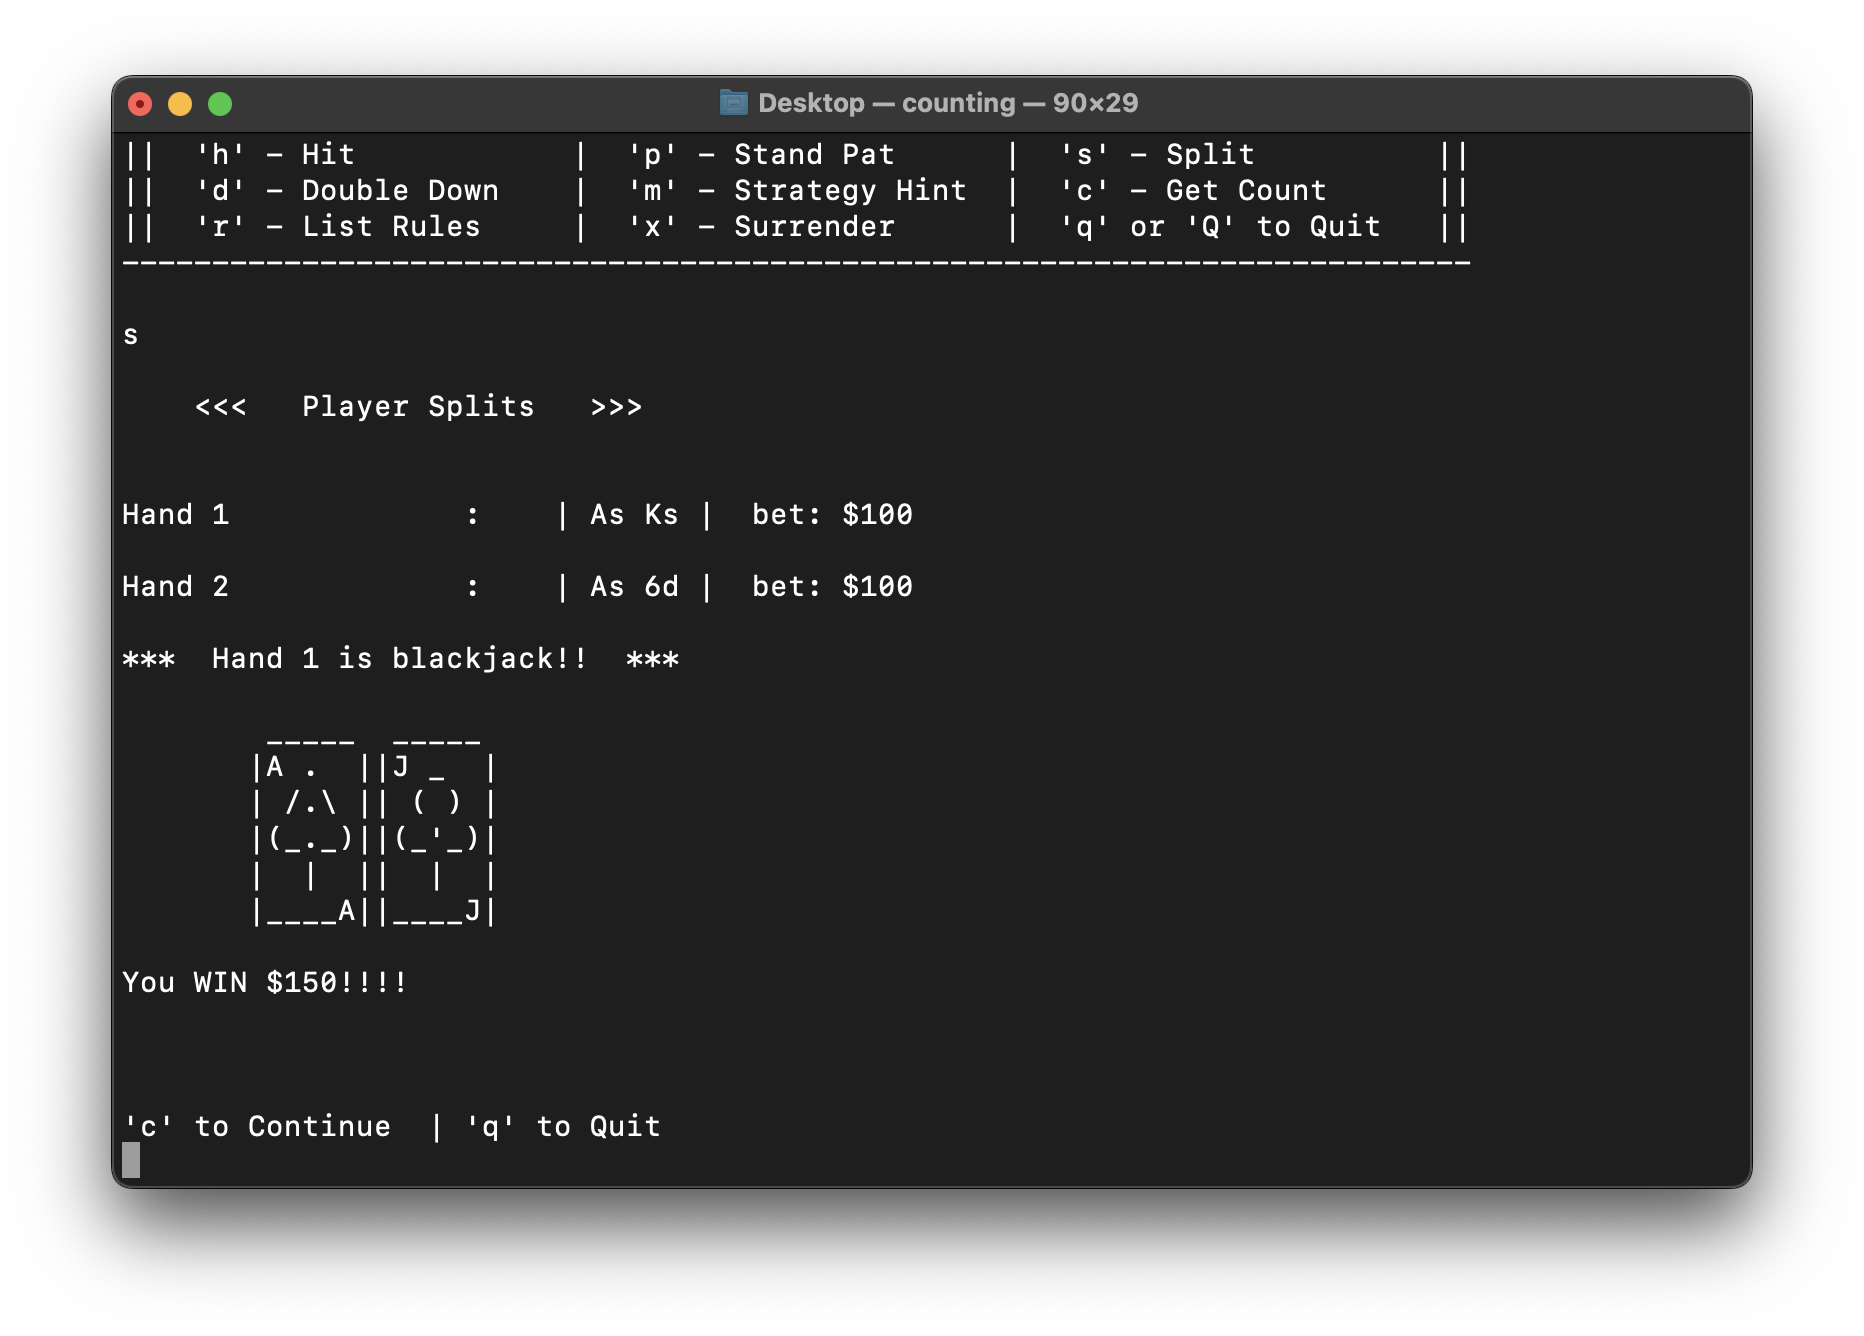 Desktop — counting — 90×29
||  'h' – Hit            |  'p' – Stand Pat      |  's' – Split          ||
||  'd' – Double Down    |  'm' – Strategy Hint  |  'c' – Get Count      ||
||  'r' – List Rules     |  'x' – Surrender      |  'q' or 'Q' to Quit   ||
---------------------------------------------------------------------------
s
    <<<   Player Splits   >>>
Hand 1             :    | As Ks |  bet: $100
Hand 2             :    | As 6d |  bet: $100
***  Hand 1 is blackjack!!  ***
        _____  _____
       |A .  ||J _  |
       | /.\ || ( ) |
       |(_._)||(_'_)|
       |  |  ||  |  |
       |____A||____J|
You WIN $150!!!!
'c' to Continue  | 'q' to Quit